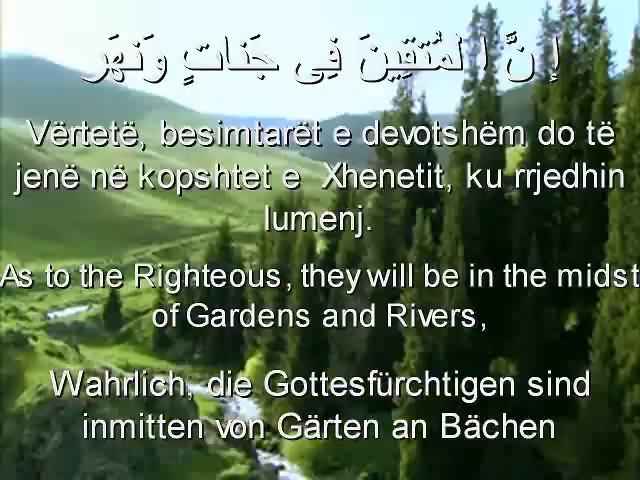 إِنَّ الْمُتَّقِينَ فِى جَنَاتٍ وَنَهَر
Vërtetë, besimtarët e devotshëm do të
jenë në kopshtet e Xhenetit, ku rrjedhin
lumenj.
As to the Righteous, they will be in the midst
of Gardens and Rivers,
Wahrlich, die Gottesfürchtigen sind
inmitten von Gärten an Bächen